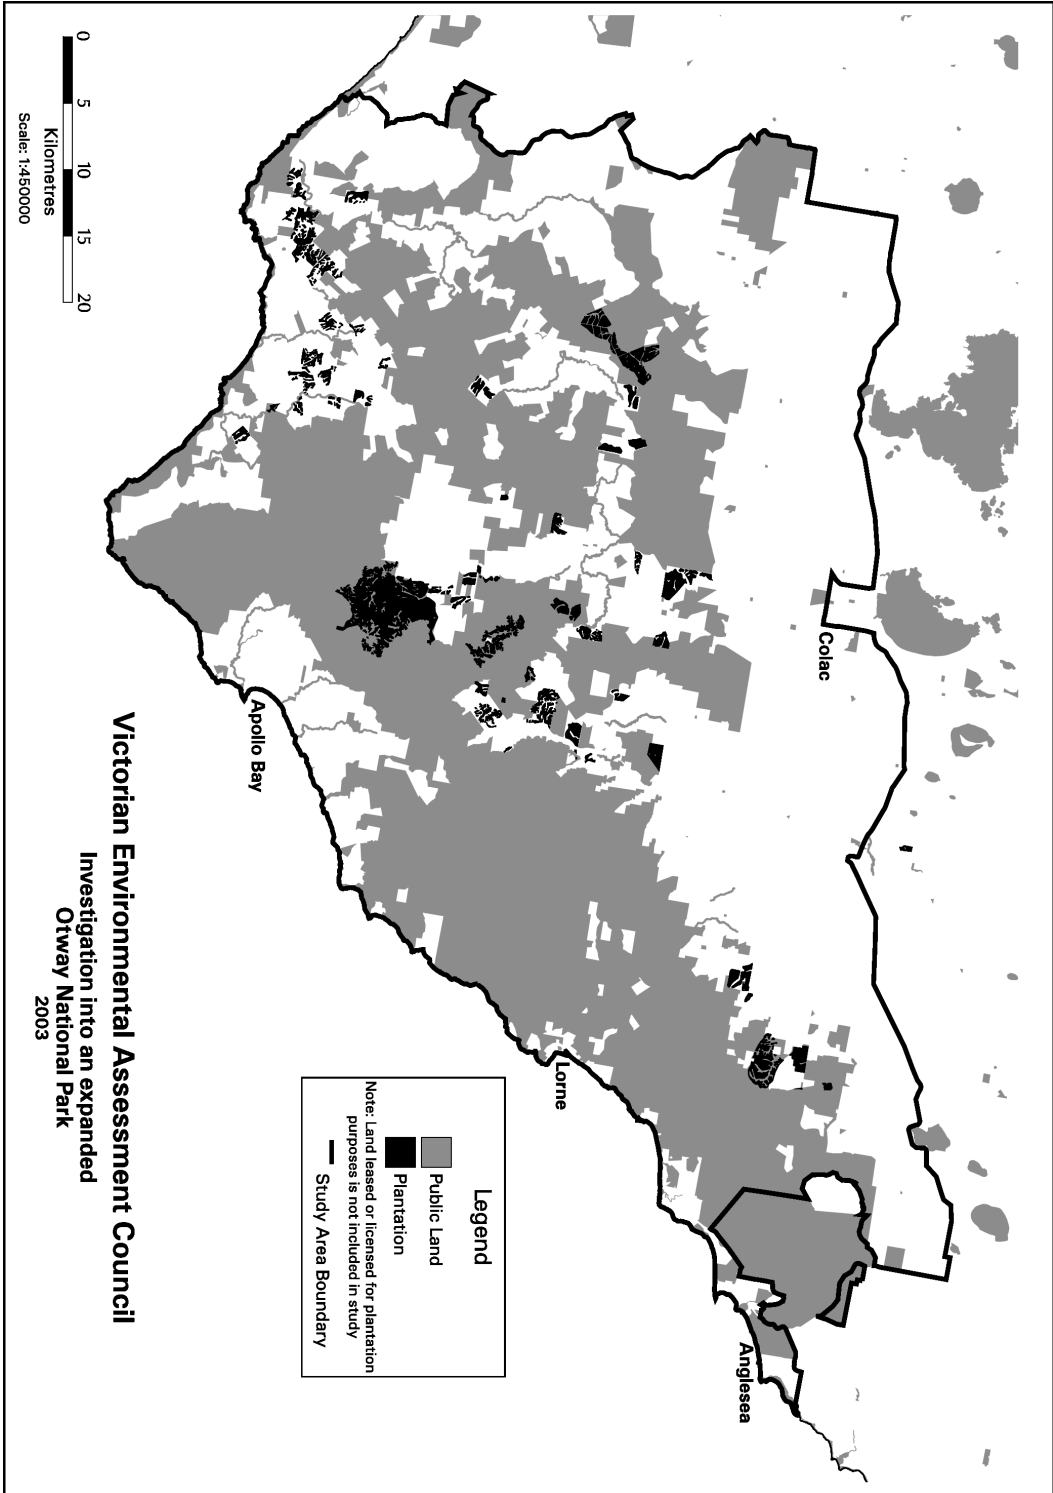 Colac
Apollo Bay
Lorne
Anglesea
0 5 10 15 20
Kilometres
Scale: 1:450000
Victorian Environmental Assessment Council
Investigation into an expanded
Otway National Park
2003
Legend
Public Land
Plantation
Note: Land leased or licensed for plantation
purposes is not included in study
Study Area Boundary